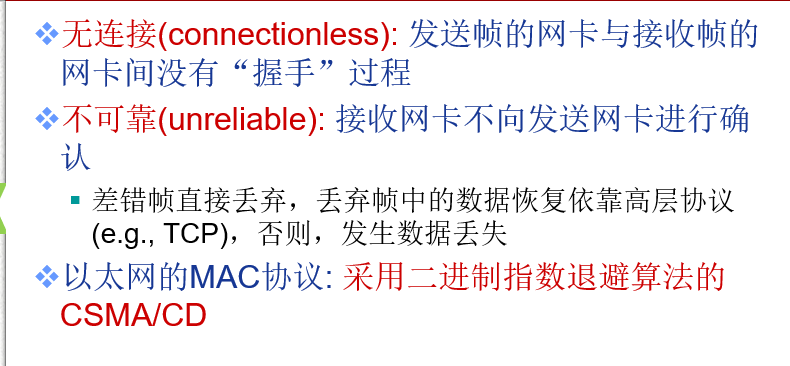 无连接(connectionless): 发送帧的网卡与接收帧的
网卡间没有“握手”过程
不可靠(unreliable): 接收网卡不向发送网卡进行确
认
差错帧直接丢弃，丢弃帧中的数据恢复依靠高层协议
(e.g., TCP)，否则，发生数据丢失
以太网的MAC协议: 采用二进制指数退避算法的
CSMA/CD